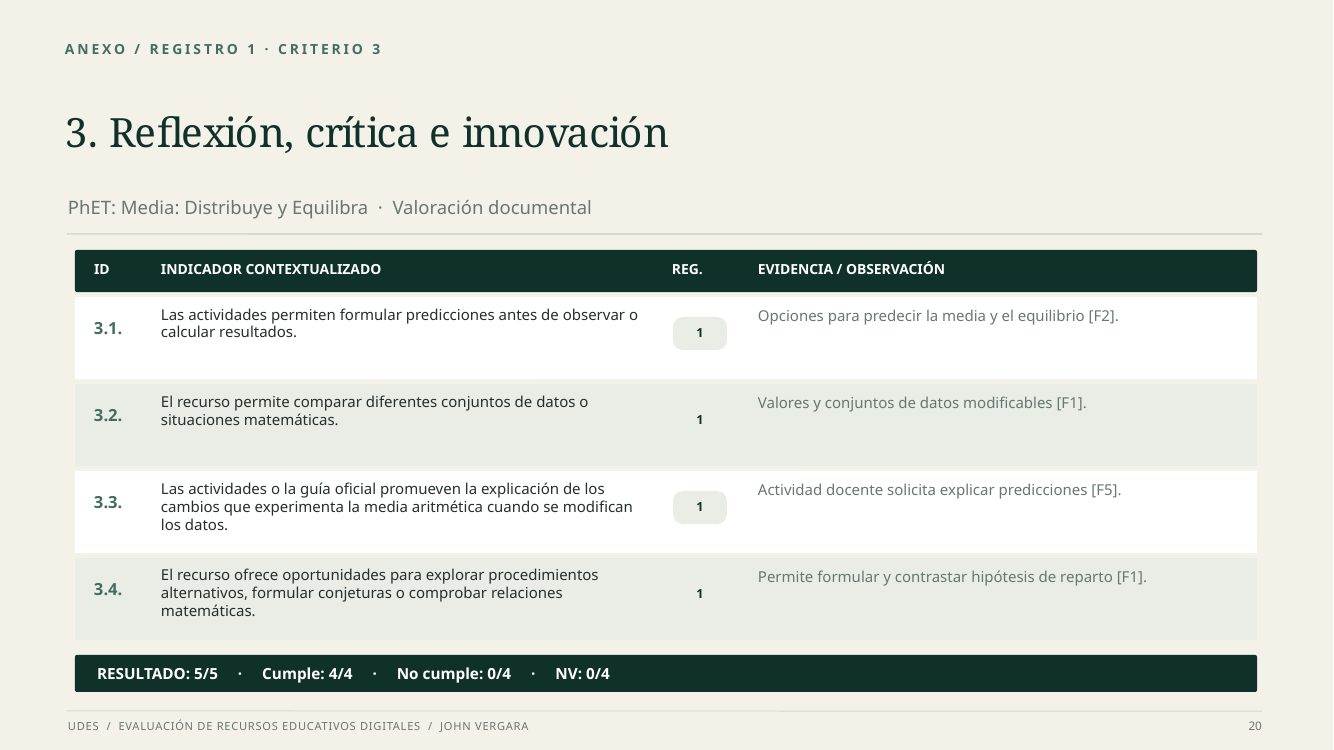 ANEXO / REGISTRO 1 · CRITERIO 3
3. Reflexión, crítica e innovación
PhET: Media: Distribuye y Equilibra · Valoración documental
ID INDICADOR CONTEXTUALIZADO REG. EVIDENCIA / OBSERVACIÓN
3.1. Las actividades permiten formular predicciones antes de observar o
calcular resultados.
1
Opciones para predecir la media y el equilibrio [F2].
3.2. El recurso permite comparar diferentes conjuntos de datos o
situaciones matemáticas.
1
Valores y conjuntos de datos modificables [F1].
3.3. Las actividades o la guía oficial promueven la explicación de los
cambios que experimenta la media aritmética cuando se modifican
los datos.
1
Actividad docente solicita explicar predicciones [F5].
3.4. El recurso ofrece oportunidades para explorar procedimientos
alternativos, formular conjeturas o comprobar relaciones
matemáticas.
1
Permite formular y contrastar hipótesis de reparto [F1].
RESULTADO: 5/5 · Cumple: 4/4 · No cumple: 0/4 · NV: 0/4
UDES / EVALUACIÓN DE RECURSOS EDUCATIVOS DIGITALES / JOHN VERGARA 20